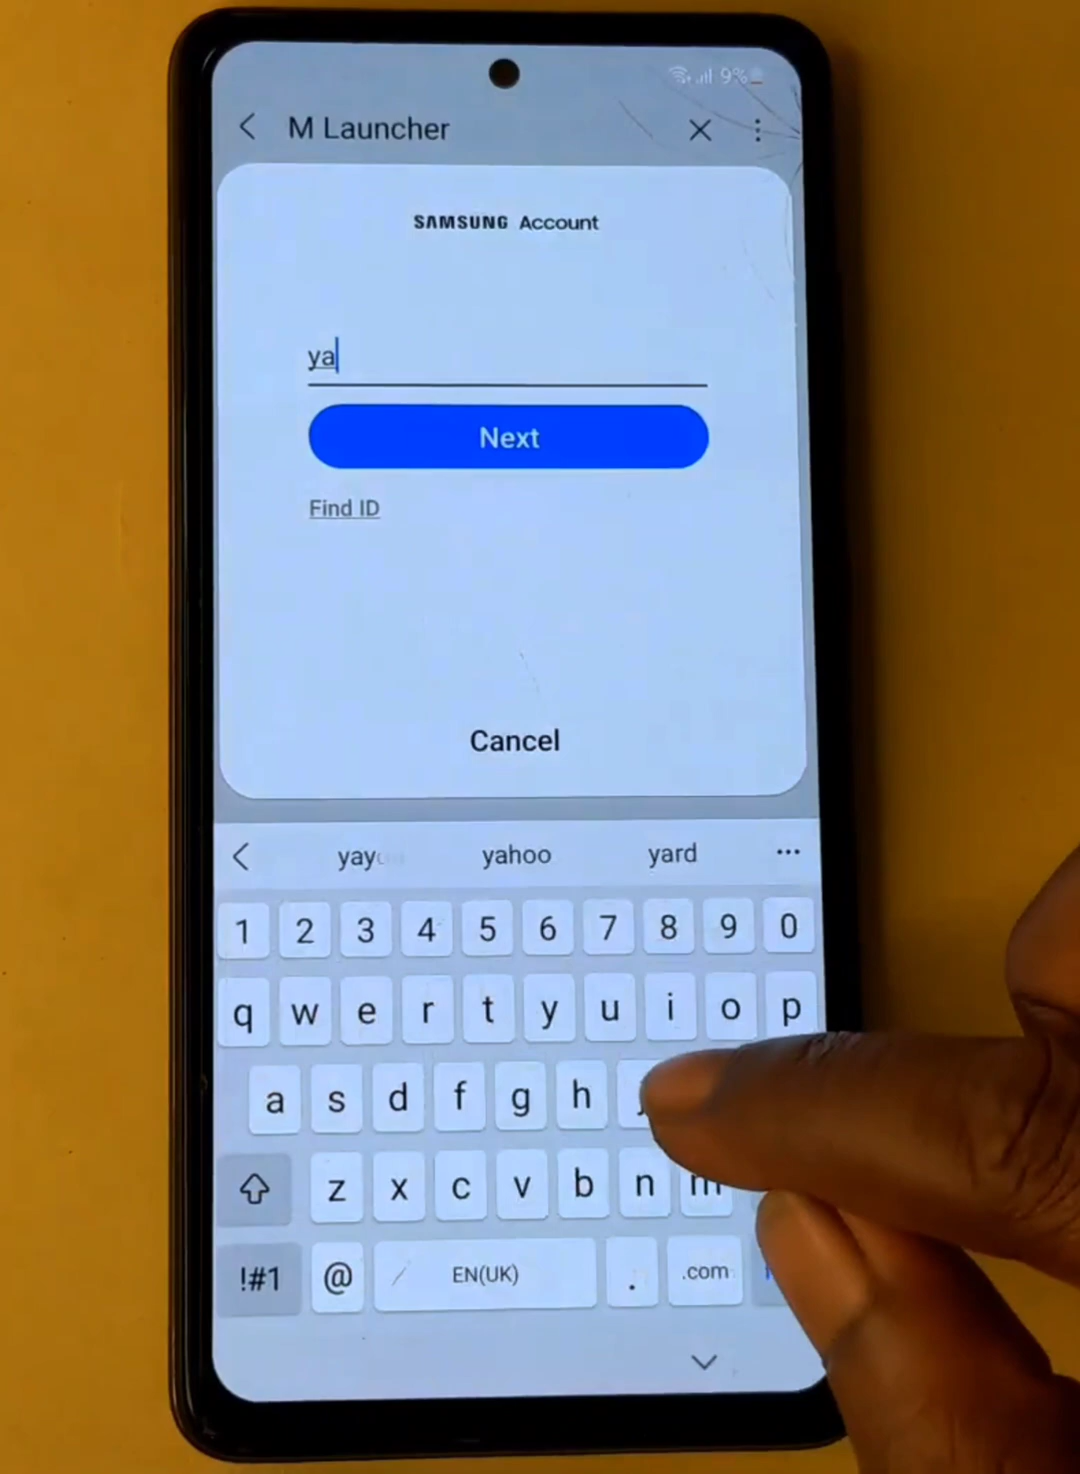 9%
M Launcher
SAMSUNG Account
ya
Next
Find ID
Cancel
yahoo yard
1 2 3 4 5 6 7 8 9 0
q w e r t y u i o p
a s d f g h
z x c v b n m
!#1 @ EN(UK) . .com